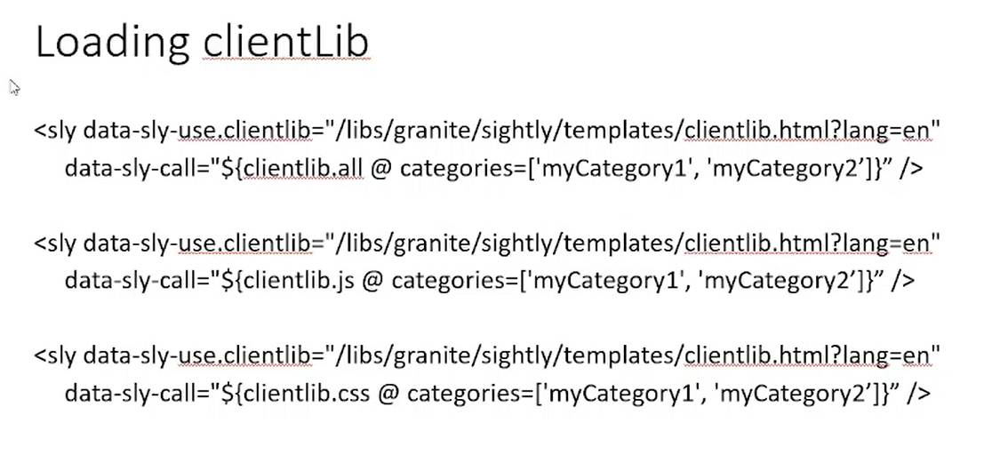 Loading clientLib
<sly data-sly-use.clientlib="/libs/granite/sightly/templates/clientlib.html?lang=en"
data-sly-call="${clientlib.all @ categories=['myCategory1', 'myCategory2’]}” />
<sly data-sly-use.clientlib="/libs/granite/sightly/templates/clientlib.html?lang=en"
data-sly-call="${clientlib.js @ categories=['myCategory1', 'myCategory2’]}” />
<sly data-sly-use.clientlib="/libs/granite/sightly/templates/clientlib.html?lang=en"
data-sly-call="${clientlib.css @ categories=['myCategory1', 'myCategory2’]}” />